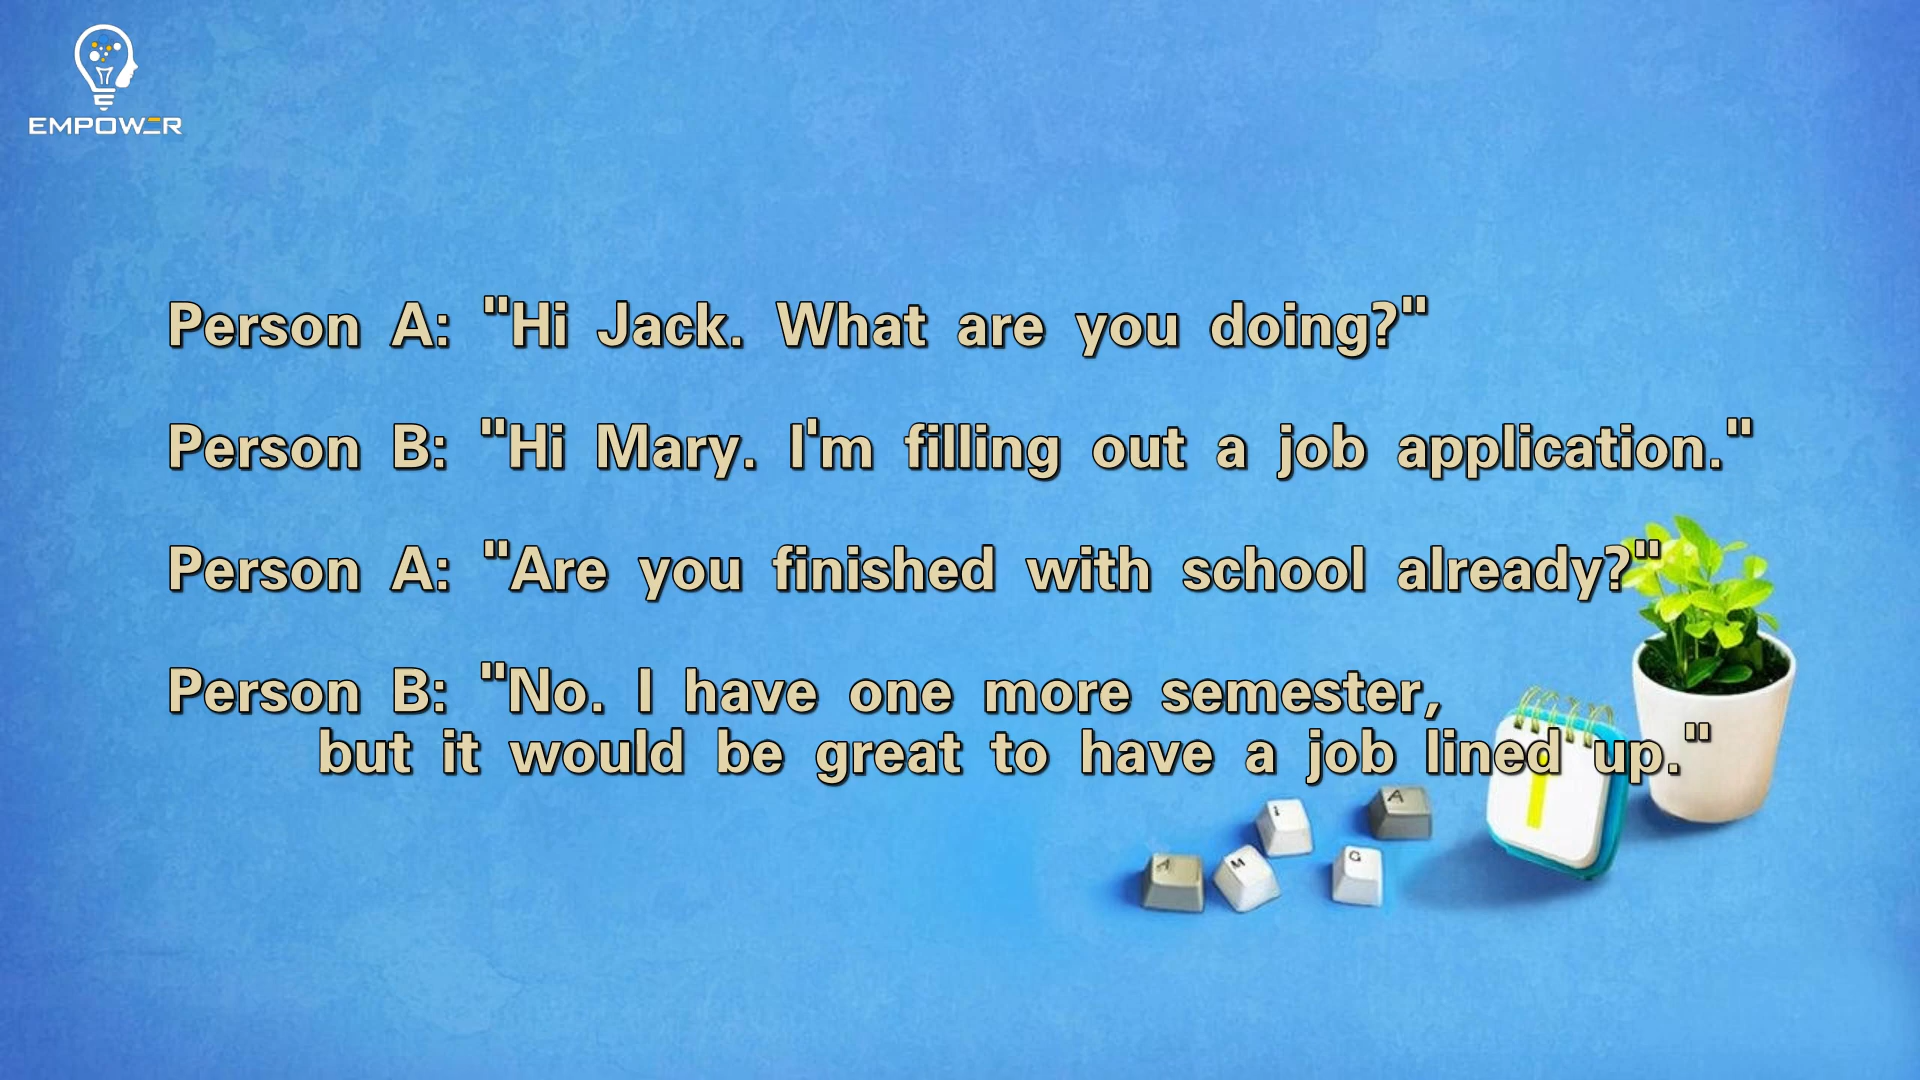 EMPOWER
Person A: "Hi Jack. What are you doing?"
Person B: "Hi Mary. I'm filling out a job application."
Person A: "Are you finished with school already?"
Person B: "No. I have one more semester,
but it would be great to have a job lined up."
i
A
A
M
G